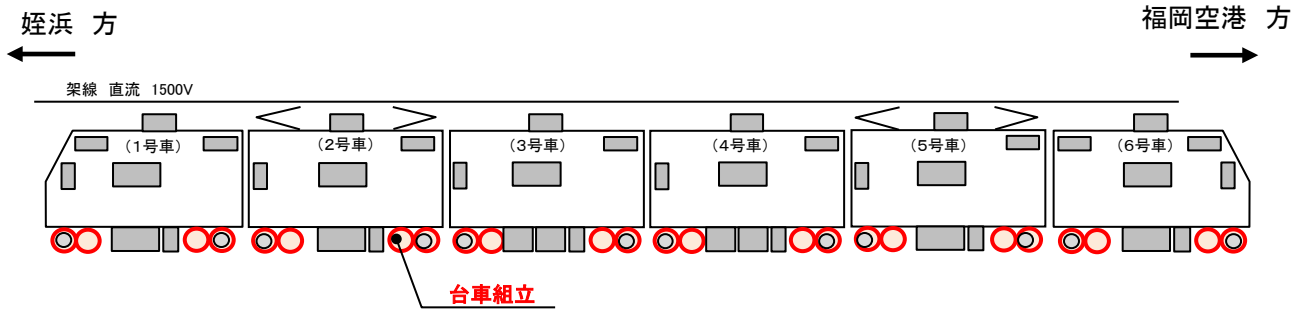 姪浜 方
福岡空港 方
架線 直流 1500V
(1号車)
(2号車)
(3号車)
(4号車)
(5号車)
(6号車)
台車組立